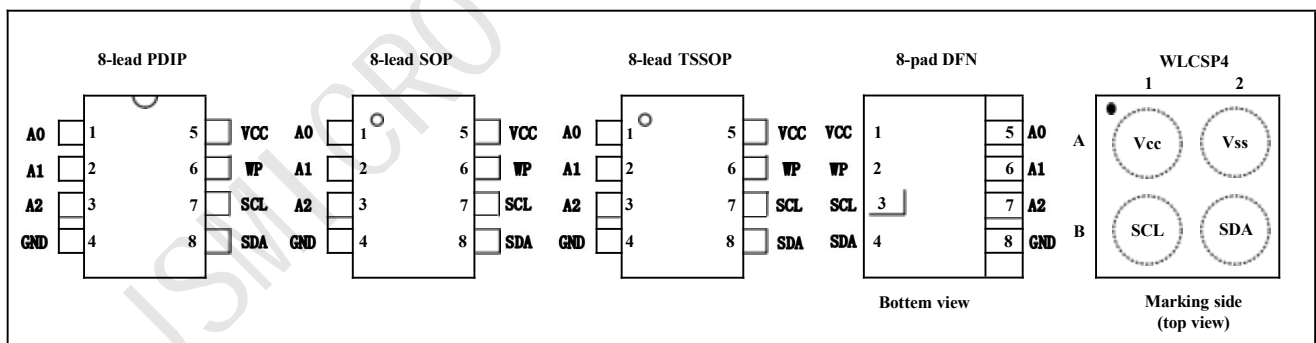 8-lead PDIP 8-lead SOP 8-lead TSSOP 8-pad DFN WLCSP4
1 2
A0 1 5 VCC A0 1 5 VCC A0 1 5 VCC VCC 1 5 A0 A Vcc Vss
A1 2 6 WP A1 2 6 WP A1 2 6 WP WP 2 6 A1
A2 3 7 SCL A2 3 7 SCL A2 3 7 SCL SCL 3 7 A2 B SCL SDA
GND 4 8 SDA GND 4 8 SDA GND 4 8 SDA SDA 4 8 GND
Bottem view Marking side
(top view)
ISMICRO